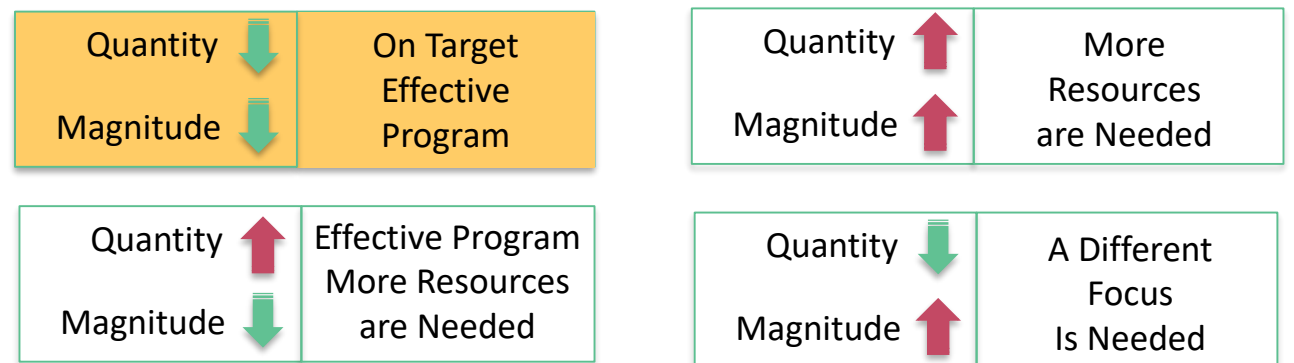 Quantity
Magnitude
On Target
Effective
Program
Quantity
Magnitude
More
Resources
are Needed
Quantity
Magnitude
Effective Program
More Resources
are Needed
Quantity
Magnitude
A Different
Focus
Is Needed